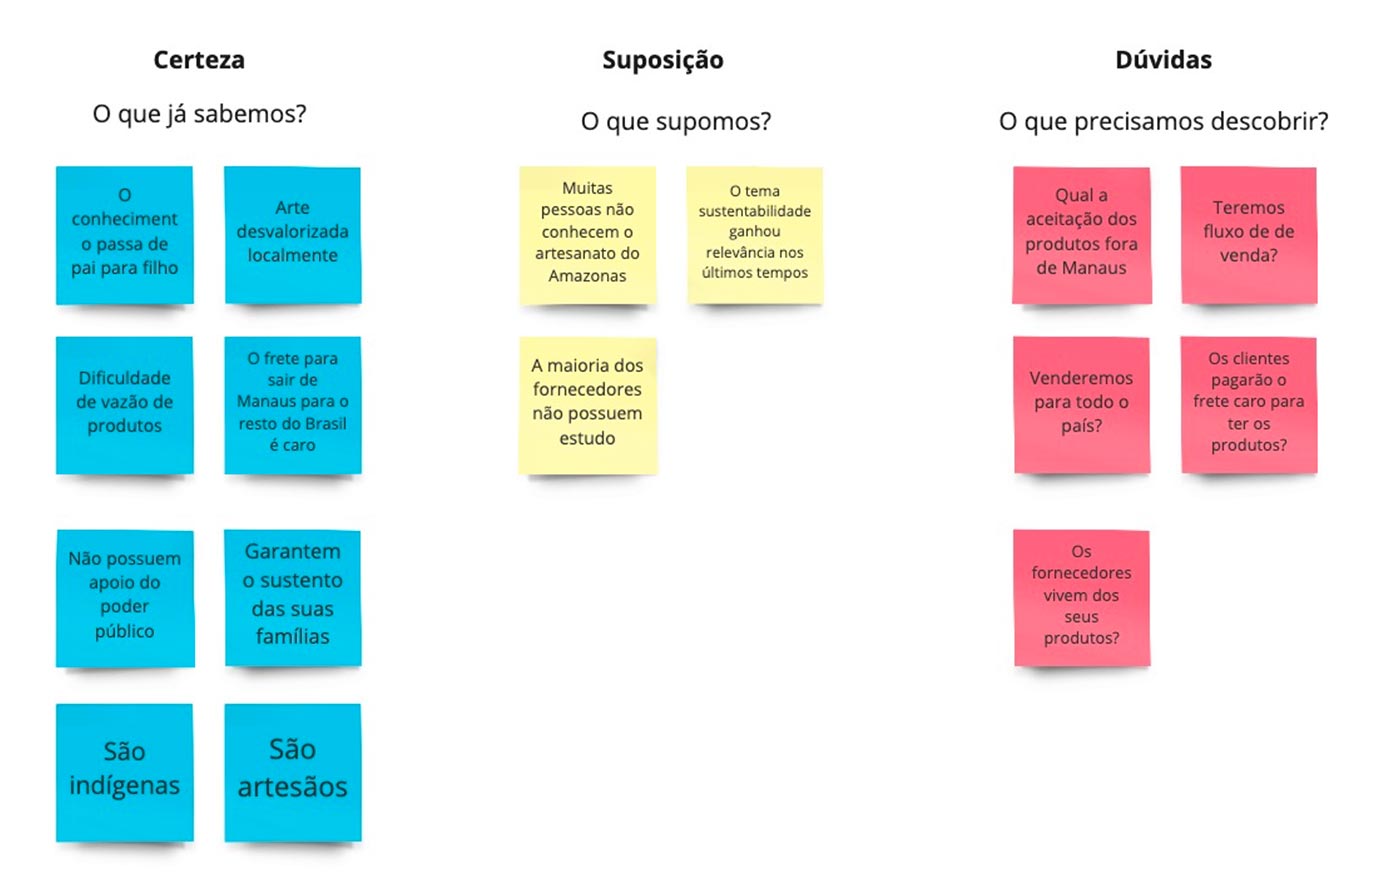 Certeza
O que já sabemos?
O
conheciment
o passa de
pai para filho
Arte
desvalorizada
localmente
Dificuldade
de vazão de
produtos
O frete para
sair de
Manaus para o
resto do Brasil
é caro
Não possuem
apoio do
poder
público
Garantem
o sustento
das suas
famílias
São
indígenas
São
artesãos
Suposição
O que supomos?
Muitas
pessoas não
conhecem o
artesanato do
Amazonas
O tema
sustentabilidade
ganhou
relevância nos
últimos tempos
A maioria dos
fornecedores
não possuem
estudo
Dúvidas
O que precisamos descobrir?
Qual a
aceitação dos
produtos fora
de Manaus
Teremos
fluxo de de
venda?
Venderemos
para todo o
país?
Os clientes
pagarão o
frete caro para
ter os
produtos?
Os
fornecedores
vivem dos
seus
produtos?